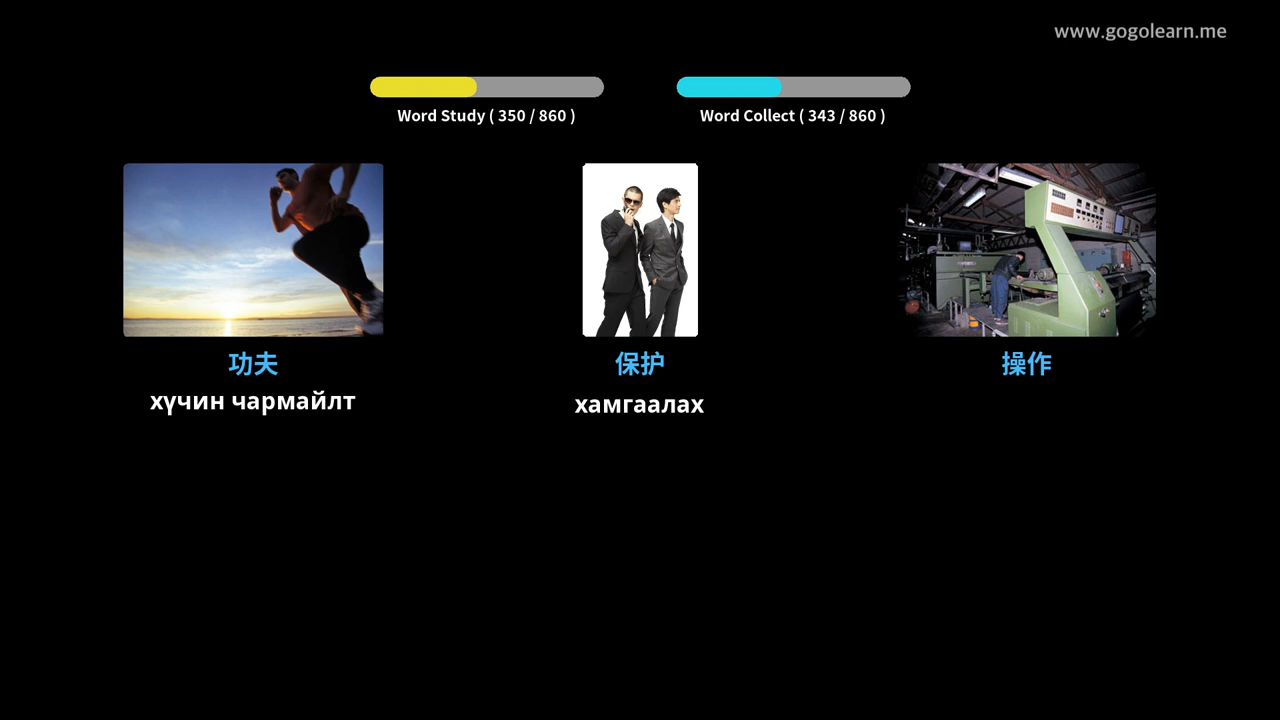 www.gogolearn.me
Word Study ( 350 / 860 )
Word Collect ( 343 / 860 )
功夫
保护
操作
хүчин чармайлт
хамгаалах